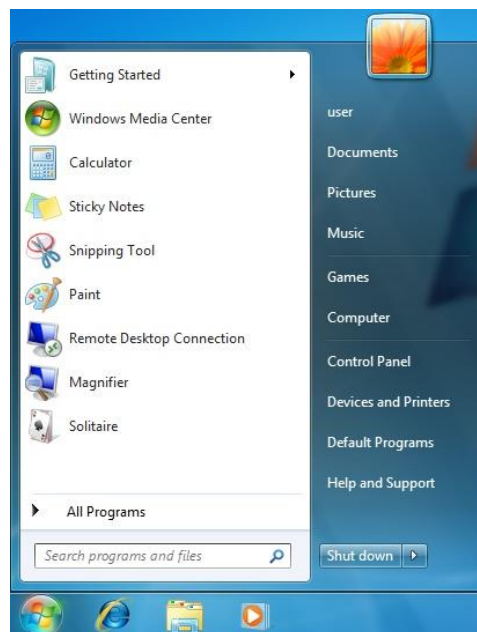 Getting Started
Windows Media Center
Calculator
Sticky Notes
Snipping Tool
Paint
Remote Desktop Connection
Magnifier
Solitaire
All Programs
Search programs and files
user
Documents
Pictures
Music
Games
Computer
Control Panel
Devices and Printers
Default Programs
Help and Support
Shut down